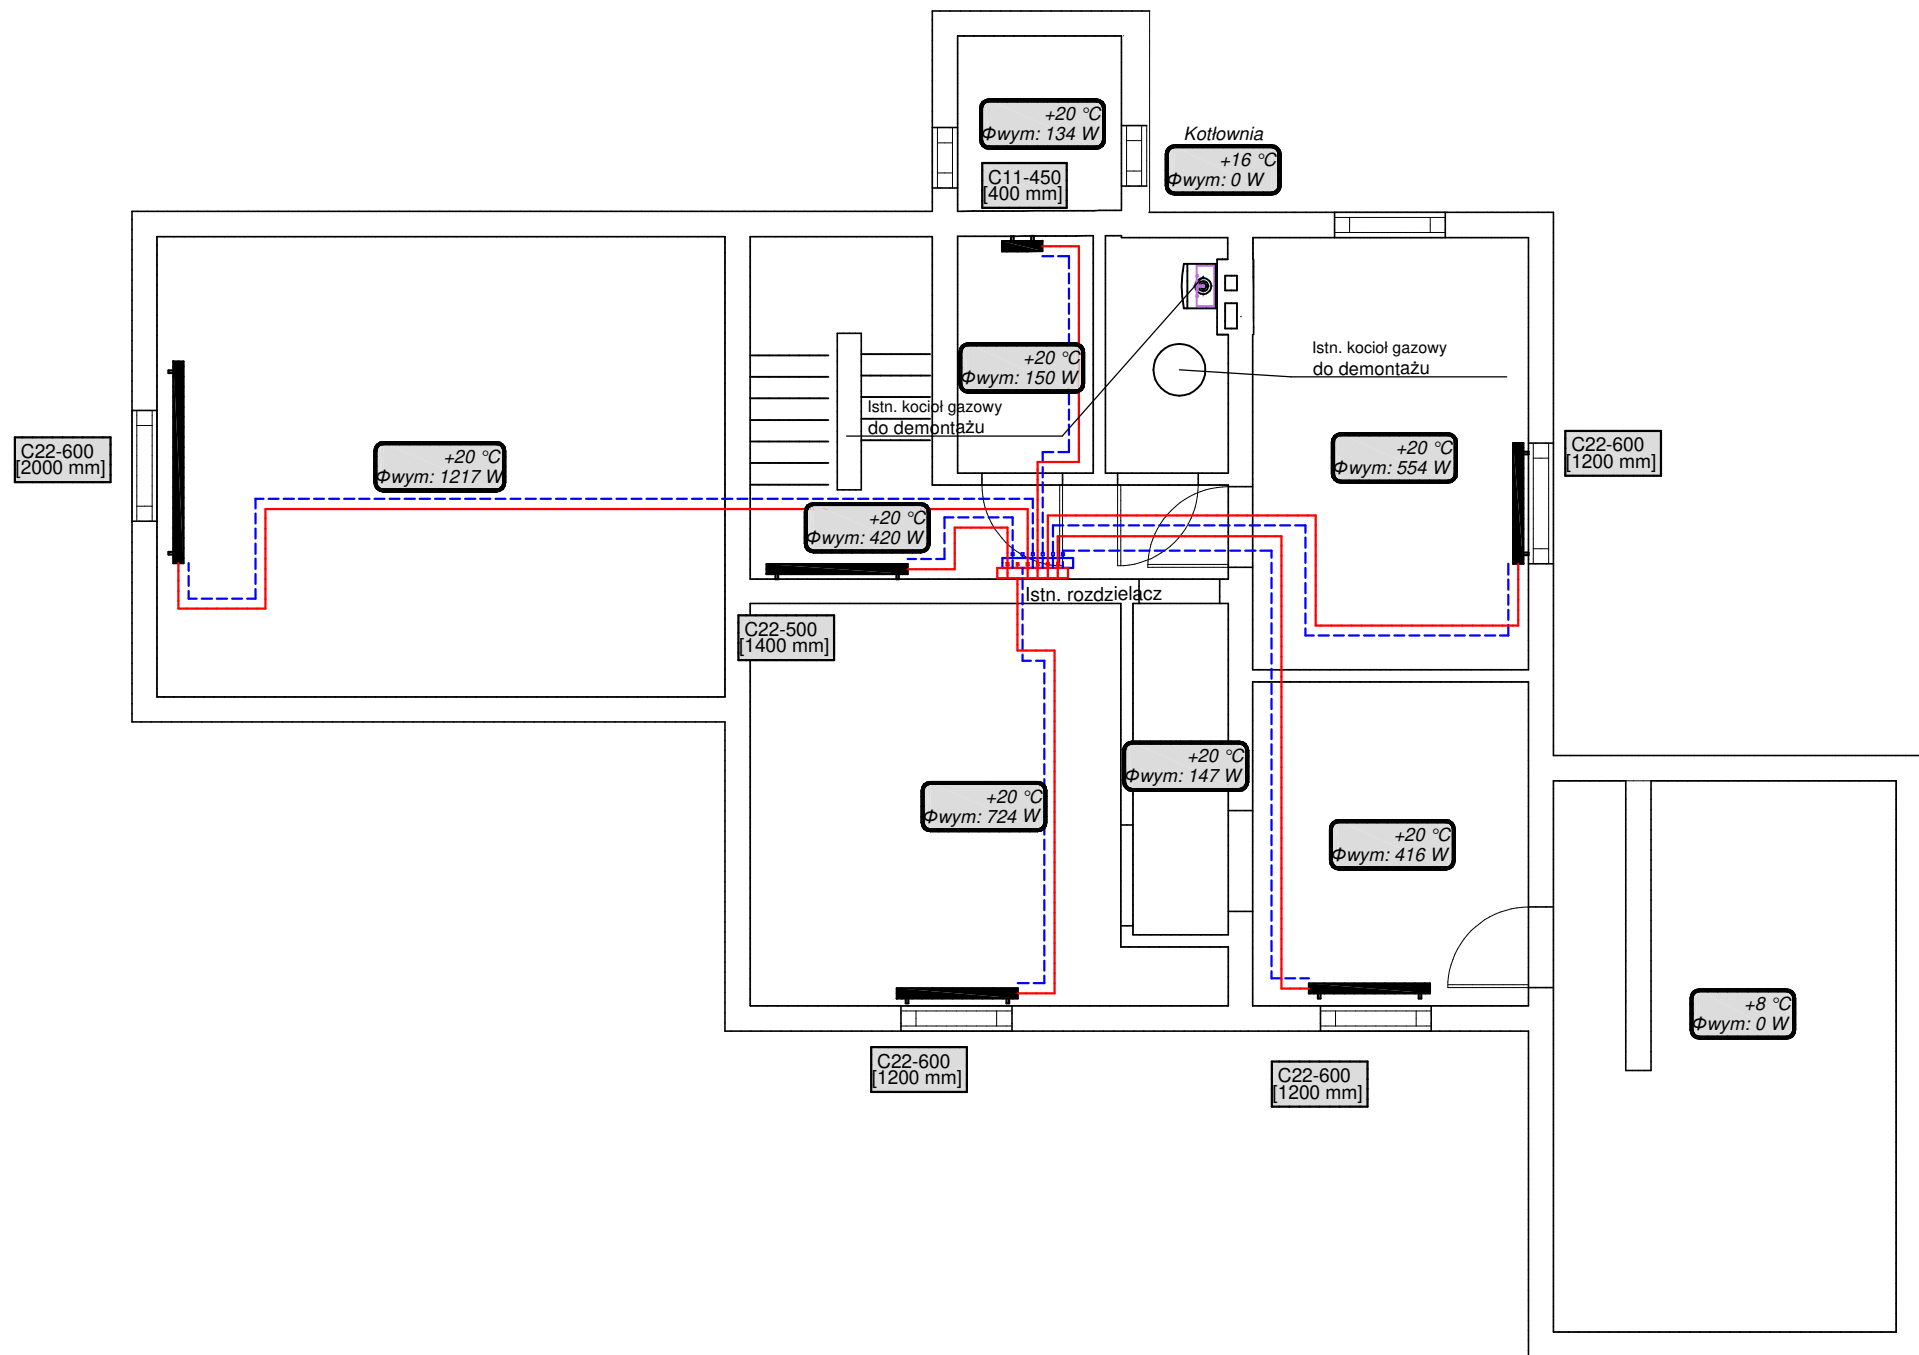 +20 °C
Φwym: 134 W
Kotłownia
+16 °C
Φwym: 0 W
C11-450
[400 mm]
+20 °C
Φwym: 150 W
Istn. kocioł gazowy
do demontażu
Istn. kocioł gazowy
do demontażu
C22-600
[2000 mm]
+20 °C
Φwym: 1217 W
+20 °C
Φwym: 554 W
C22-600
[1200 mm]
+20 °C
Φwym: 420 W
Istn. rozdzielacz
C22-500
[1400 mm]
+20 °C
Φwym: 147 W
+20 °C
Φwym: 724 W
+20 °C
Φwym: 416 W
+8 °C
Φwym: 0 W
C22-600
[1200 mm]
C22-600
[1200 mm]